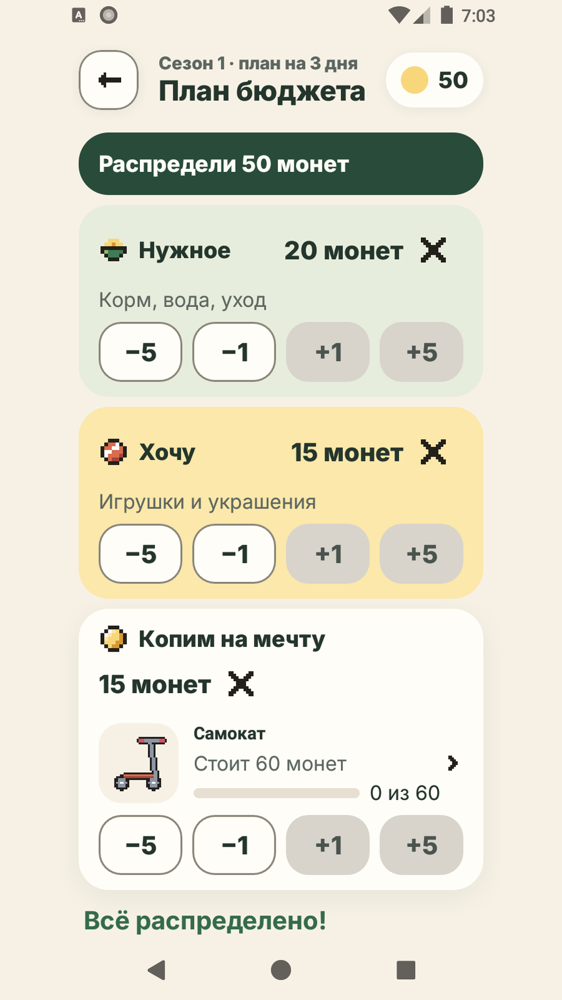 7:03
Сезон 1 · план на 3 дня
План бюджета
50
Распредели 50 монет
Нужное 20 монет
Корм, вода, уход
−5 −1 +1 +5
Хочу 15 монет
Игрушки и украшения
−5 −1 +1 +5
Копим на мечту
15 монет
Самокат
Стоит 60 монет
0 из 60
−5 −1 +1 +5
Всё распределено!